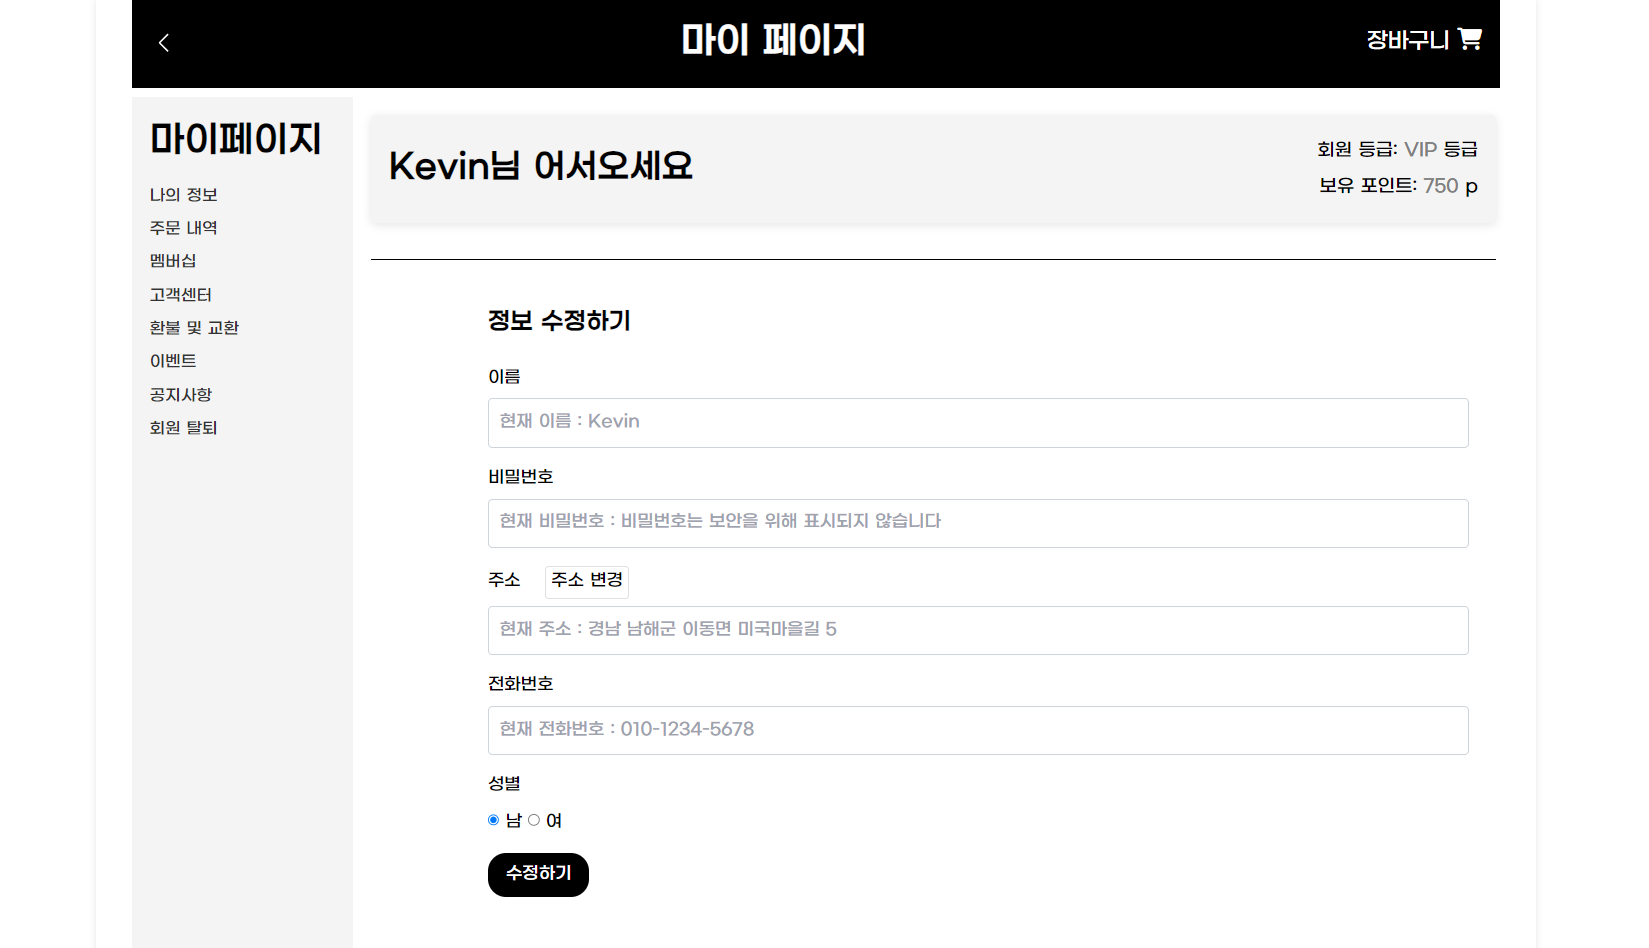 마이 페이지
장바구니
마이페이지
나의 정보
주문 내역
멤버십
고객센터
환불 및 교환
이벤트
공지사항
회원 탈퇴
Kevin님 어서오세요
회원 등급: VIP 등급
보유 포인트: 750 p
정보 수정하기
이름
현재 이름 : Kevin
비밀번호
현재 비밀번호 : 비밀번호는 보안을 위해 표시되지 않습니다
주소 주소 변경
현재 주소 : 경남 남해군 이동면 미국마을길 5
전화번호
현재 전화번호 : 010-1234-5678
성별
남 여
수정하기